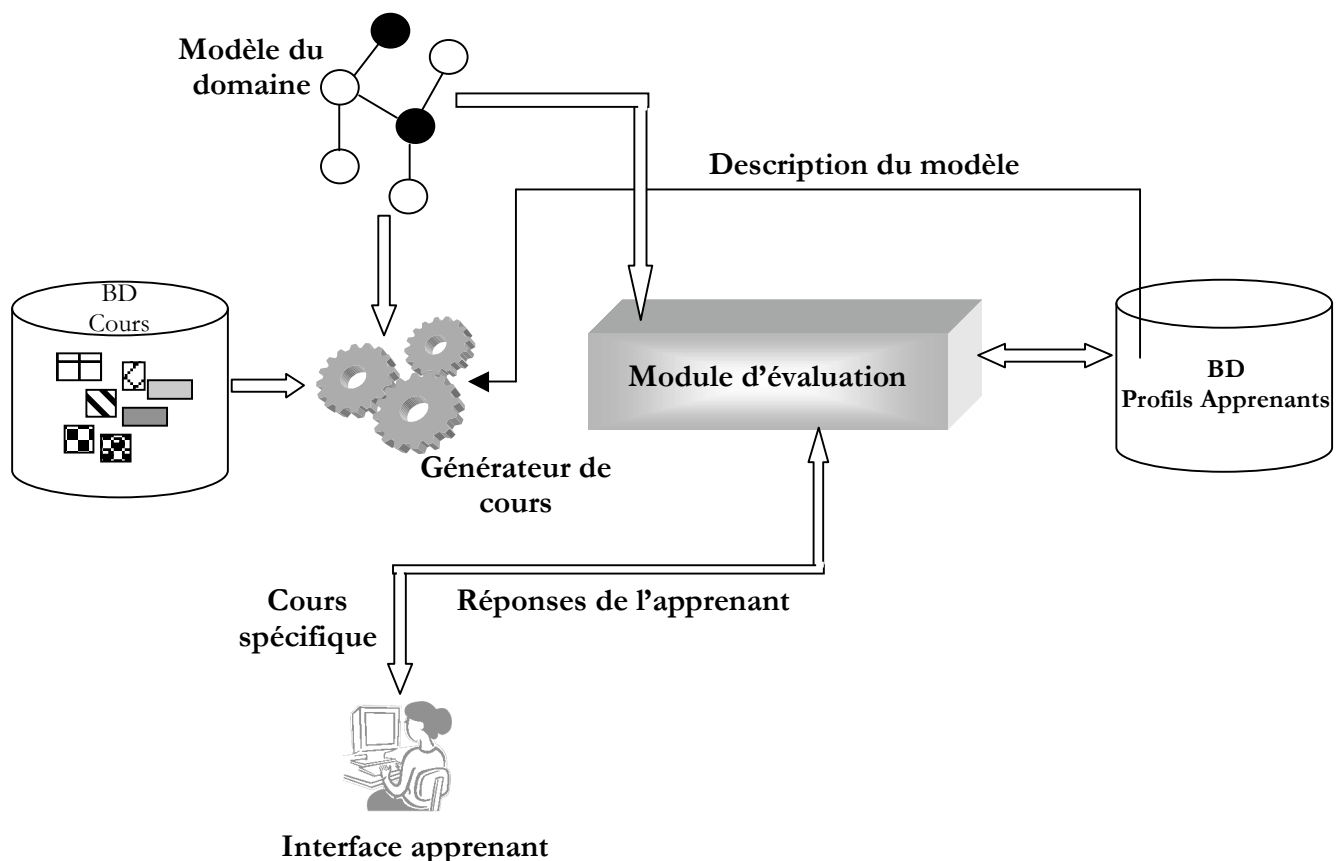 Modèle du
domaine
Description du modèle
BD
Cours
Module d'évaluation
BD
Profils Apprenants
Générateur de
cours
Cours
spécifique
Réponses de l'apprenant
Interface apprenant